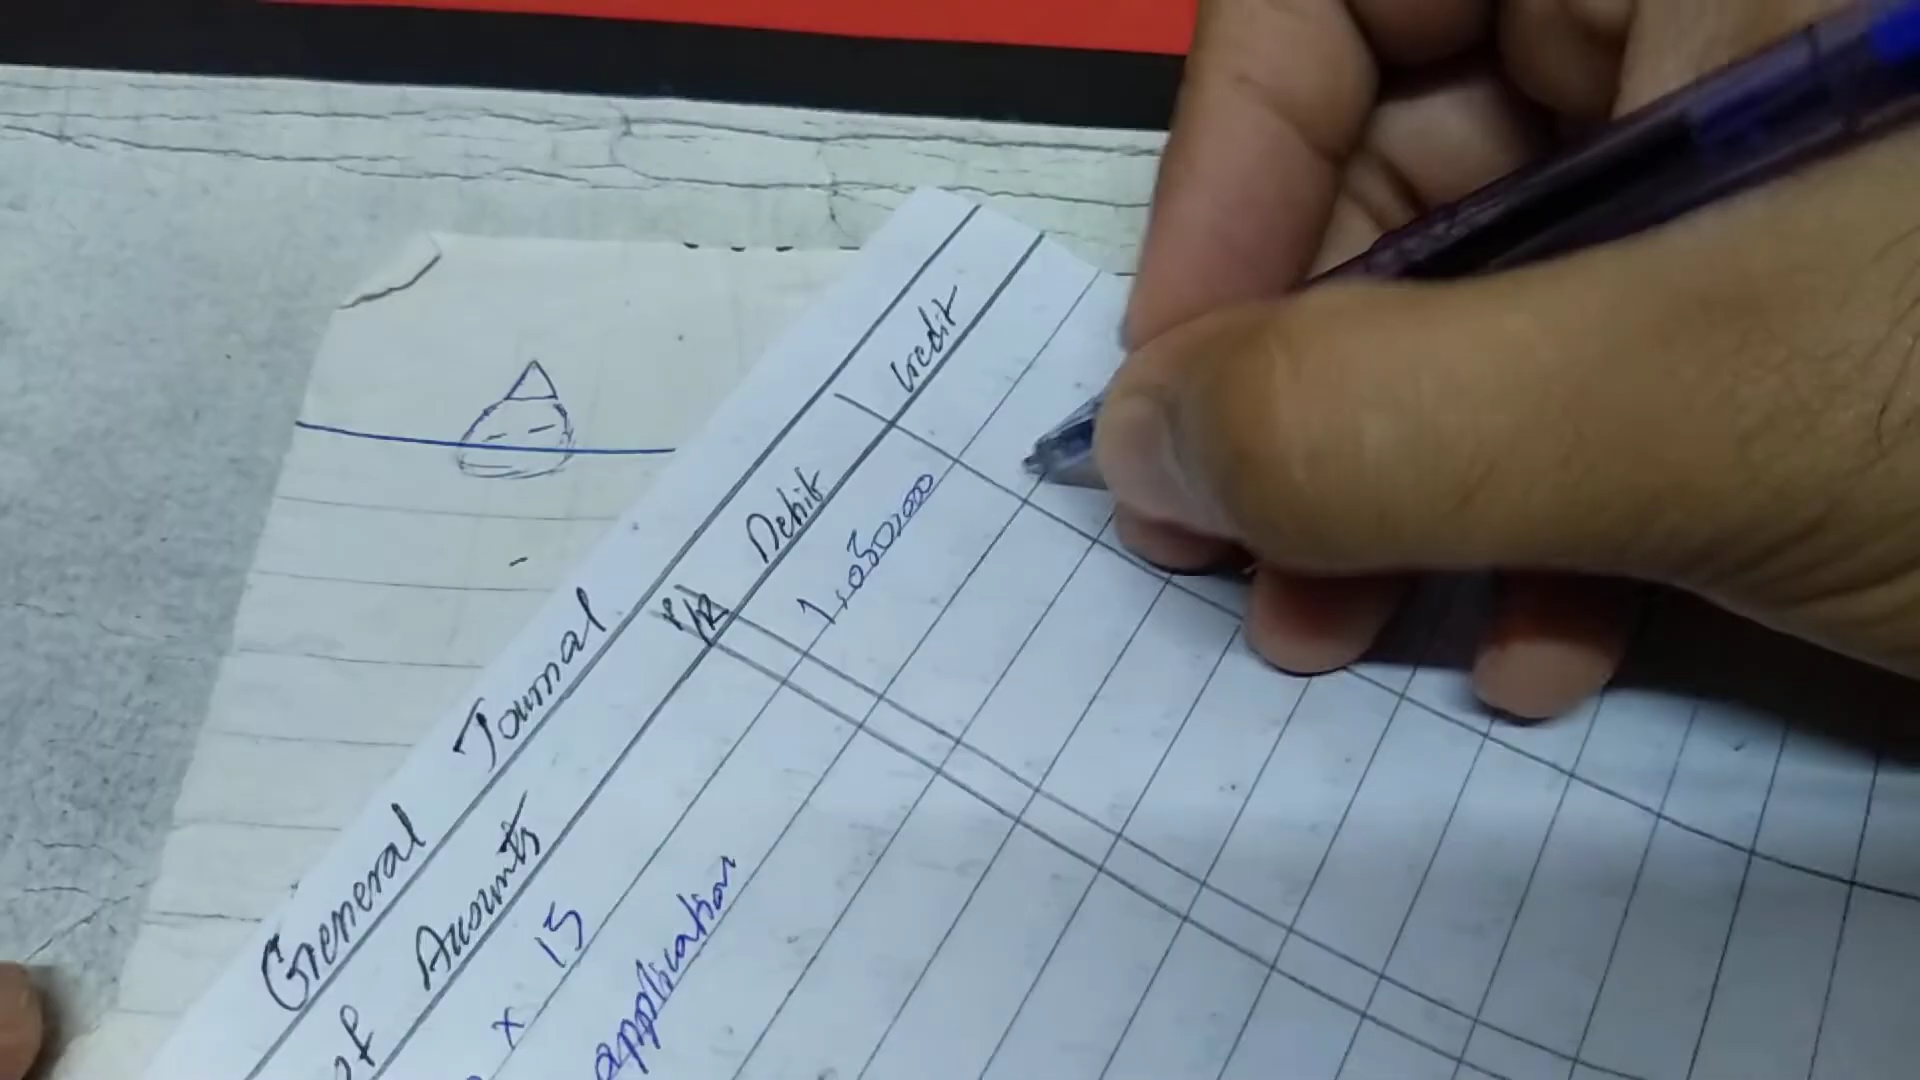 General Journal
of Accounts P/R Debit Credit
x 15 1,050,000
application